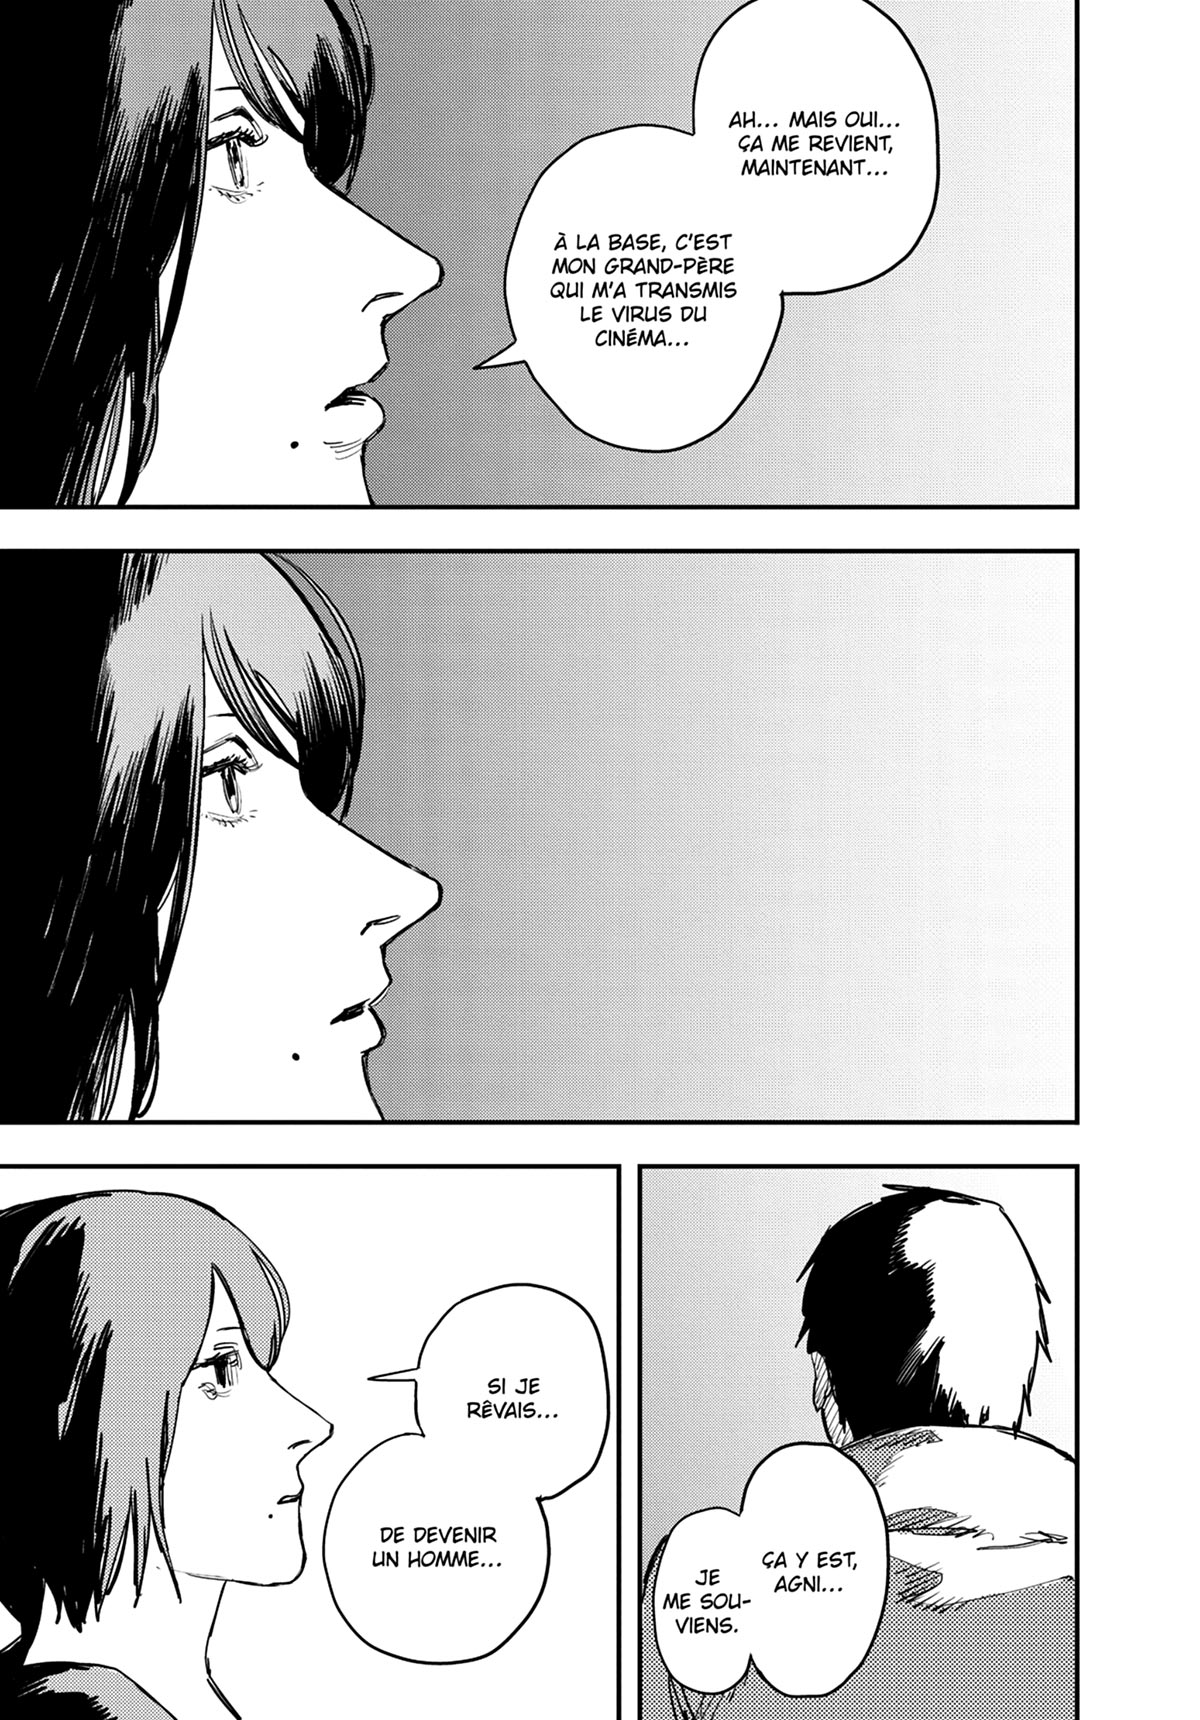 AH... MAIS OUI...
ÇA ME REVIENT,
MAINTENANT...
À LA BASE, C'EST
MON GRAND-PÈRE
QUI M'A TRANSMIS
LE VIRUS DU
CINÉMA...
ÇA Y EST,
AGNI...
JE
ME SOU-
VIENS.
SI JE
RÊVAIS...
DE DEVENIR
UN HOMME...